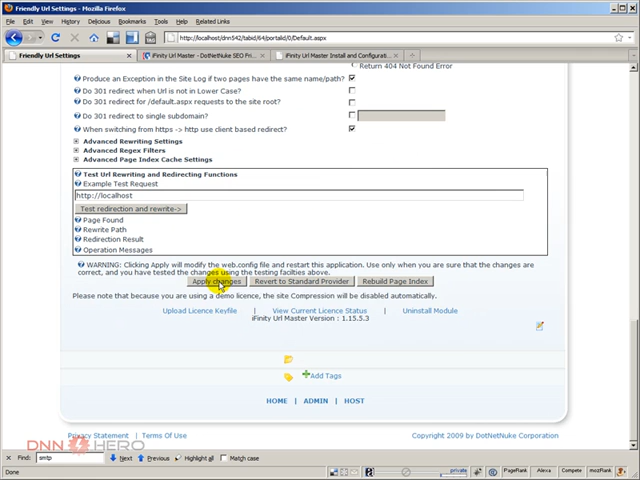 Friendly Url Settings - Mozilla Firefox
File Edit View History Delicious Bookmarks Tools Help Related Links
http://localhost/dnn542/tabid/64/portalid/0/Default.aspx
Friendly Url Settings
iFinity Url Master - DotNetNuke SEO Fri...
iFinity Url Master Install and Configurati...
Return 404 Not Found Error
Produce an Exception in the Site Log if two pages have the same name/path?
Do 301 redirect when Url is not in Lower Case?
Do 301 redirect for /default.aspx requests to the site root?
Do 301 redirect to single subdomain?
When switching from https -> http use client based redirect?
Advanced Rewriting Settings
Advanced Regex Filters
Advanced Page Index Cache Settings
Test Url Rewriting and Redirecting Functions
Example Test Request
http://localhost
Test redirection and rewrite->
Page Found
Rewrite Path
Redirection Result
Operation Messages
WARNING: Clicking Apply will modify the web.config file and restart this application. Use only when you are sure that the changes are
correct, and you have tested the changes using the testing facilties above.
Apply changes Revert to Standard Provider Rebuild Page Index
Please note that because you are using a demo licence, the site Compression will be disabled automatically.
Upload Licence Keyfile | View Current Licence Status | Uninstall Module
iFinity Url Master Version : 1.15.5.3
Add Tags
HOME | ADMIN | HOST
DNN HERO
Privacy Statement | Terms Of Use
Copyright 2009 by DotNetNuke Corporation
Find: smtp Next Previous Highlight all Match case
Done
private PageRank Alexa Compete mozRank